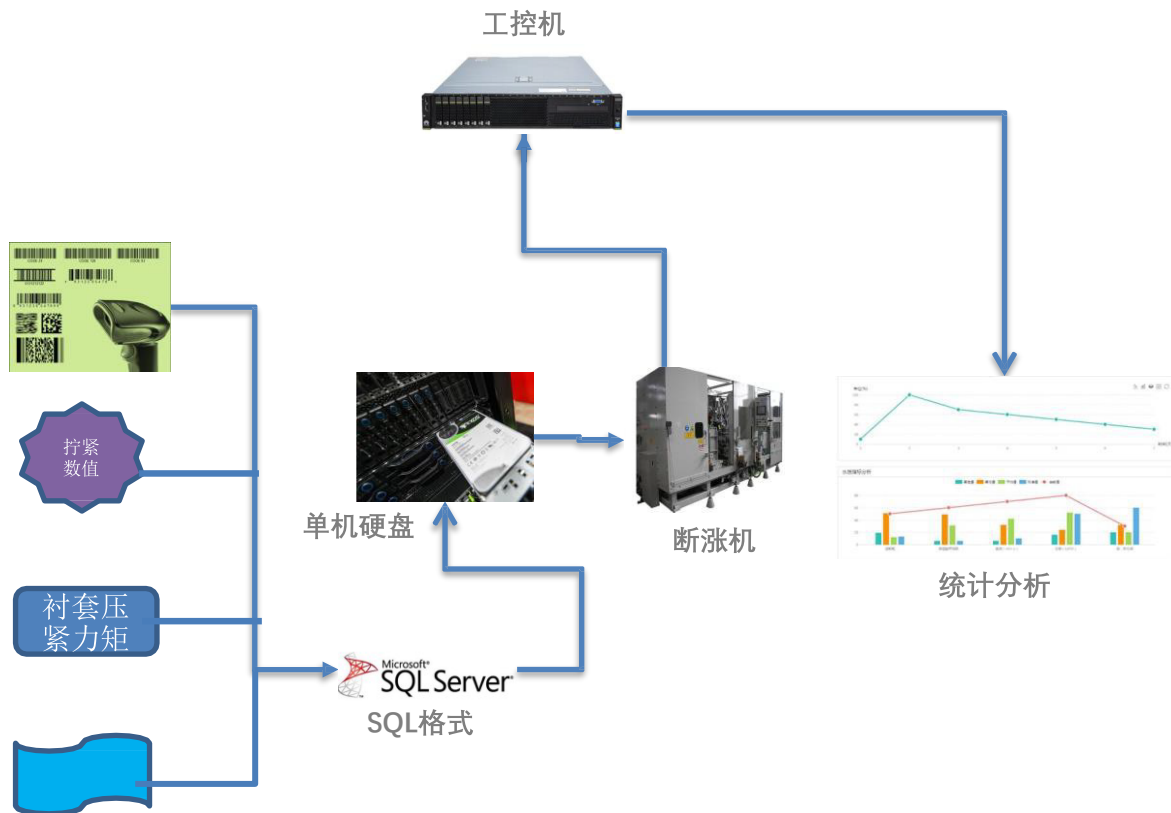 工控机
拧紧
数值
单机硬盘
断涨机
衬套压
紧力矩
统计分析
Microsoft
SQL Server
SQL格式